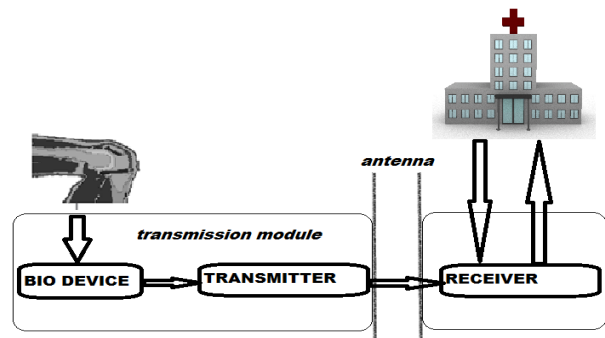 antenna
transmission module
BIO DEVICE
TRANSMITTER
RECEIVER